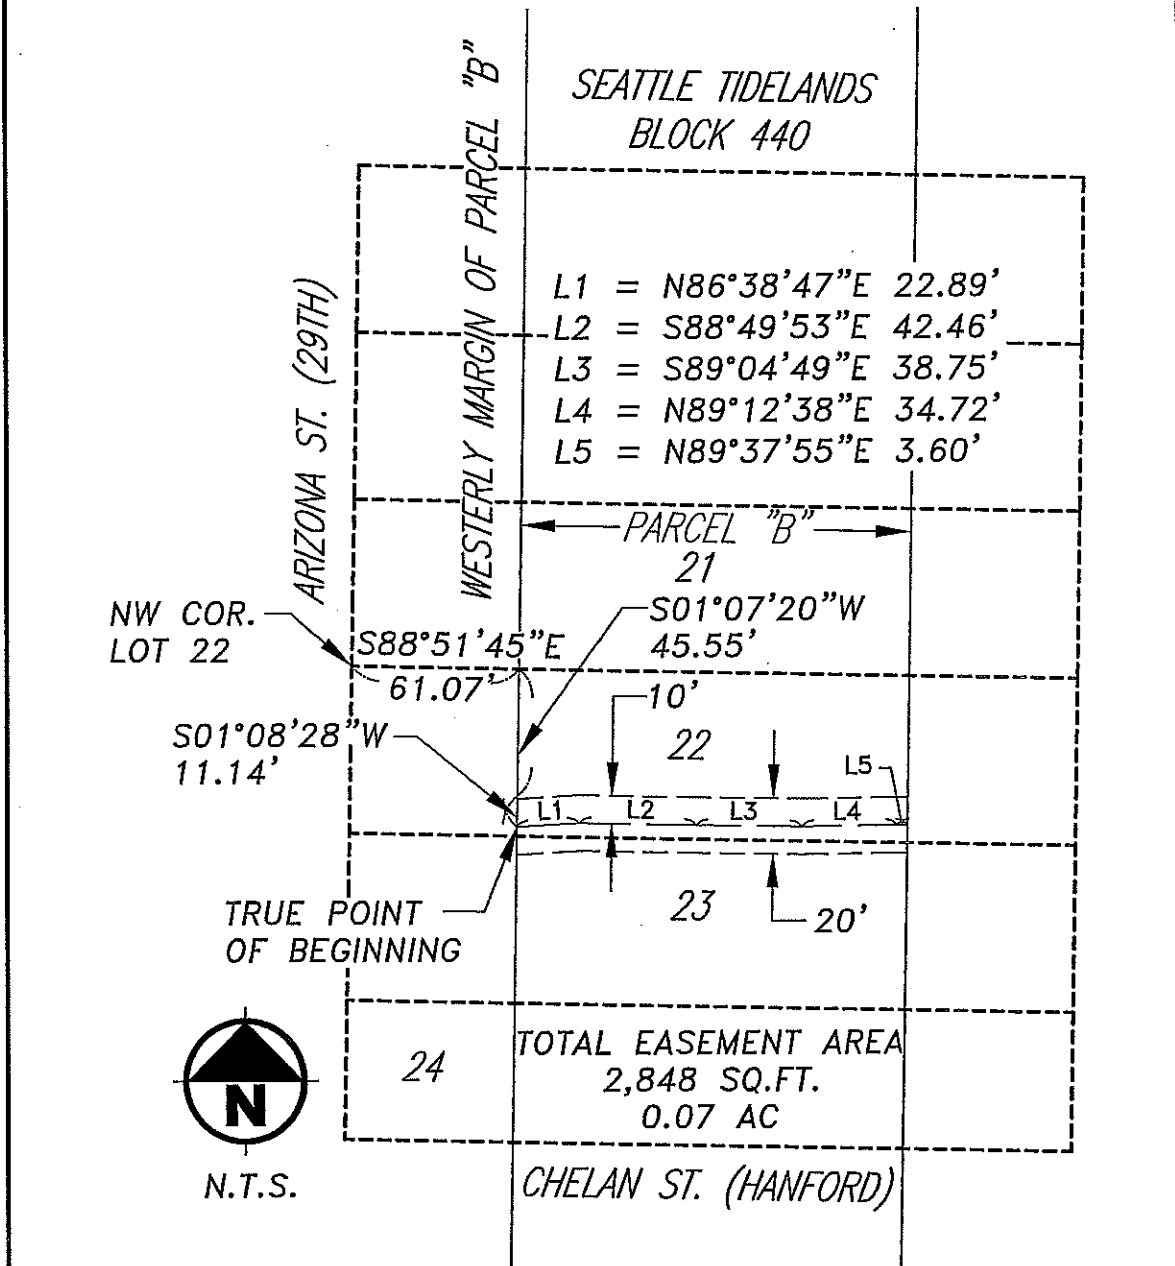 SEATTLE TIDELANDS
BLOCK 440
WESTERLY MARGIN OF PARCEL "B"
ARIZONA ST. (29TH)
L1 = N86°38'47"E 22.89'
L2 = S88°49'53"E 42.46'
L3 = S89°04'49"E 38.75'
L4 = N89°12'38"E 34.72'
L5 = N89°37'55"E 3.60'
PARCEL "B"
21
NW COR.
LOT 22
S88°51'45"E
61.07'
S01°07'20"W
45.55'
S01°08'28"W
11.14'
10'
22
L5
L1 L2 L3 L4
TRUE POINT
OF BEGINNING
23
20'
24
TOTAL EASEMENT AREA
2,848 SQ.FT.
0.07 AC
N
N.T.S.
CHELAN ST. (HANFORD)